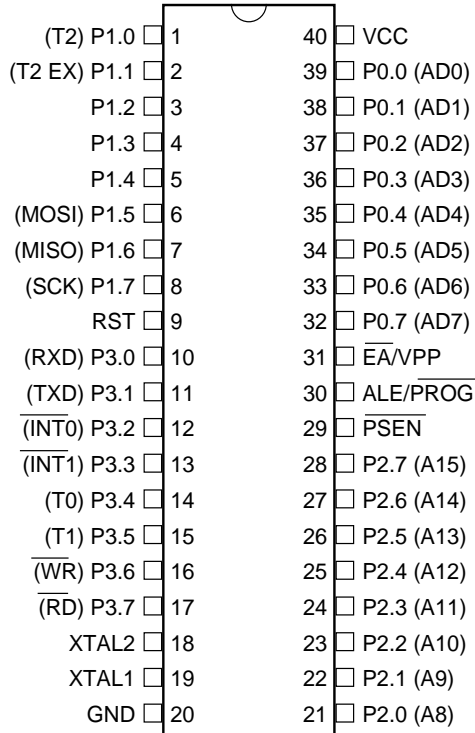 (T2) P1.0 1 40 VCC
(T2 EX) P1.1 2 39 P0.0 (AD0)
P1.2 3 38 P0.1 (AD1)
P1.3 4 37 P0.2 (AD2)
P1.4 5 36 P0.3 (AD3)
(MOSI) P1.5 6 35 P0.4 (AD4)
(MISO) P1.6 7 34 P0.5 (AD5)
(SCK) P1.7 8 33 P0.6 (AD6)
RST 9 32 P0.7 (AD7)
(RXD) P3.0 10 31 E̅A̅/VPP
(TXD) P3.1 11 30 ALE/P̅R̅O̅G̅
(I̅N̅T̅0̅) P3.2 12 29 P̅S̅E̅N̅
(I̅N̅T̅1̅) P3.3 13 28 P2.7 (A15)
(T0) P3.4 14 27 P2.6 (A14)
(T1) P3.5 15 26 P2.5 (A13)
(W̅R̅) P3.6 16 25 P2.4 (A12)
(R̅D̅) P3.7 17 24 P2.3 (A11)
XTAL2 18 23 P2.2 (A10)
XTAL1 19 22 P2.1 (A9)
GND 20 21 P2.0 (A8)